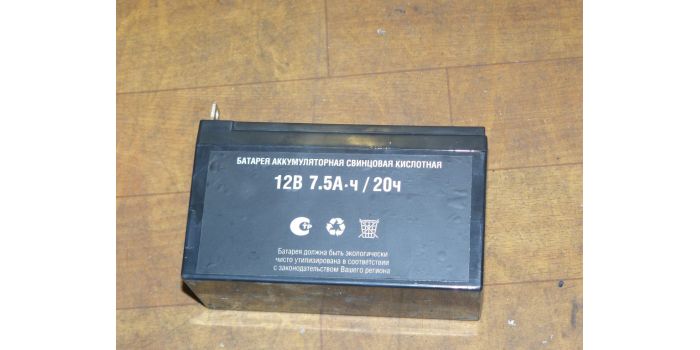 БАТАРЕЯ АККУМУЛЯТОРНАЯ СВИНЦОВАЯ КИСЛОТНАЯ
12В 7.5А·ч / 20ч
Батарея должна быть экологически
чисто утилизирована в соответствии
с законодательством Вашего региона